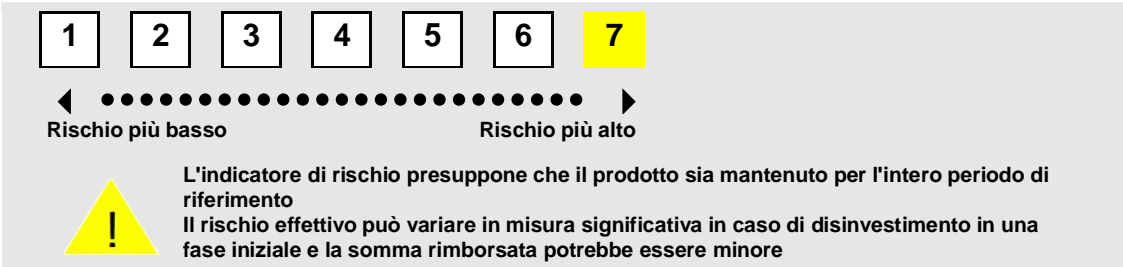 1 2 3 4 5 6 7
Rischio più basso Rischio più alto
L'indicatore di rischio presuppone che il prodotto sia mantenuto per l'intero periodo di
riferimento
Il rischio effettivo può variare in misura significativa in caso di disinvestimento in una
fase iniziale e la somma rimborsata potrebbe essere minore
!